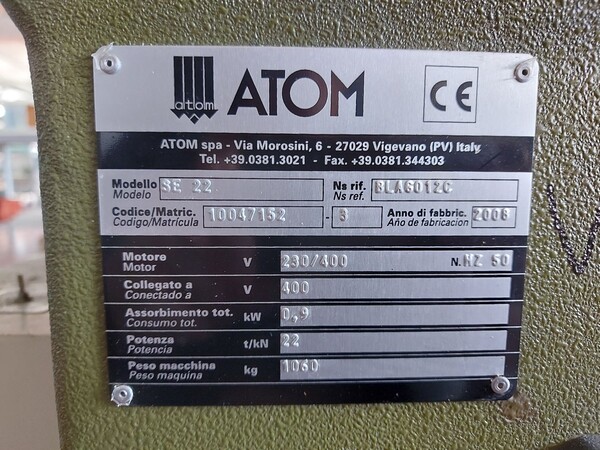 atom
ATOM
CE
ATOM spa - Via Morosini, 6 - 27029 Vigevano (PV) Italy
Tel. +39.0381.3021 - Fax. +39.0381.344303
Modello SE 22 Ns rif. BLA6012C
Modelo Ns ref.
Codice/Matric. 10047152 - 3 Anno di fabbric. 2008
Codigo/Matrícula Año de fabricacion
Motore V 230/400 N.HZ 50
Motor
Collegato a V 400
Conectado a
Assorbimento tot. kW 0,9
Consumo tot.
Potenza t/kN 22
Potencia
Peso macchina kg 1060
Peso maquina